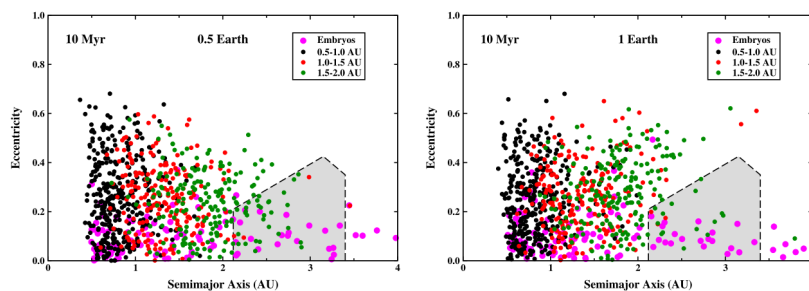 10 Myr 0.5 Earth
Embryos
0.5-1.0 AU
1.0-1.5 AU
1.5-2.0 AU
1.0
0.8
0.6
0.4
0.2
0.0
Eccentricity
0 1 2 3 4
Semimajor Axis (AU)
10 Myr 1 Earth
Embryos
0.5-1.0 AU
1.0-1.5 AU
1.5-2.0 AU
1.0
0.8
0.6
0.4
0.2
0.0
Eccentricity
0 1 2 3
Semimajor Axis (AU)